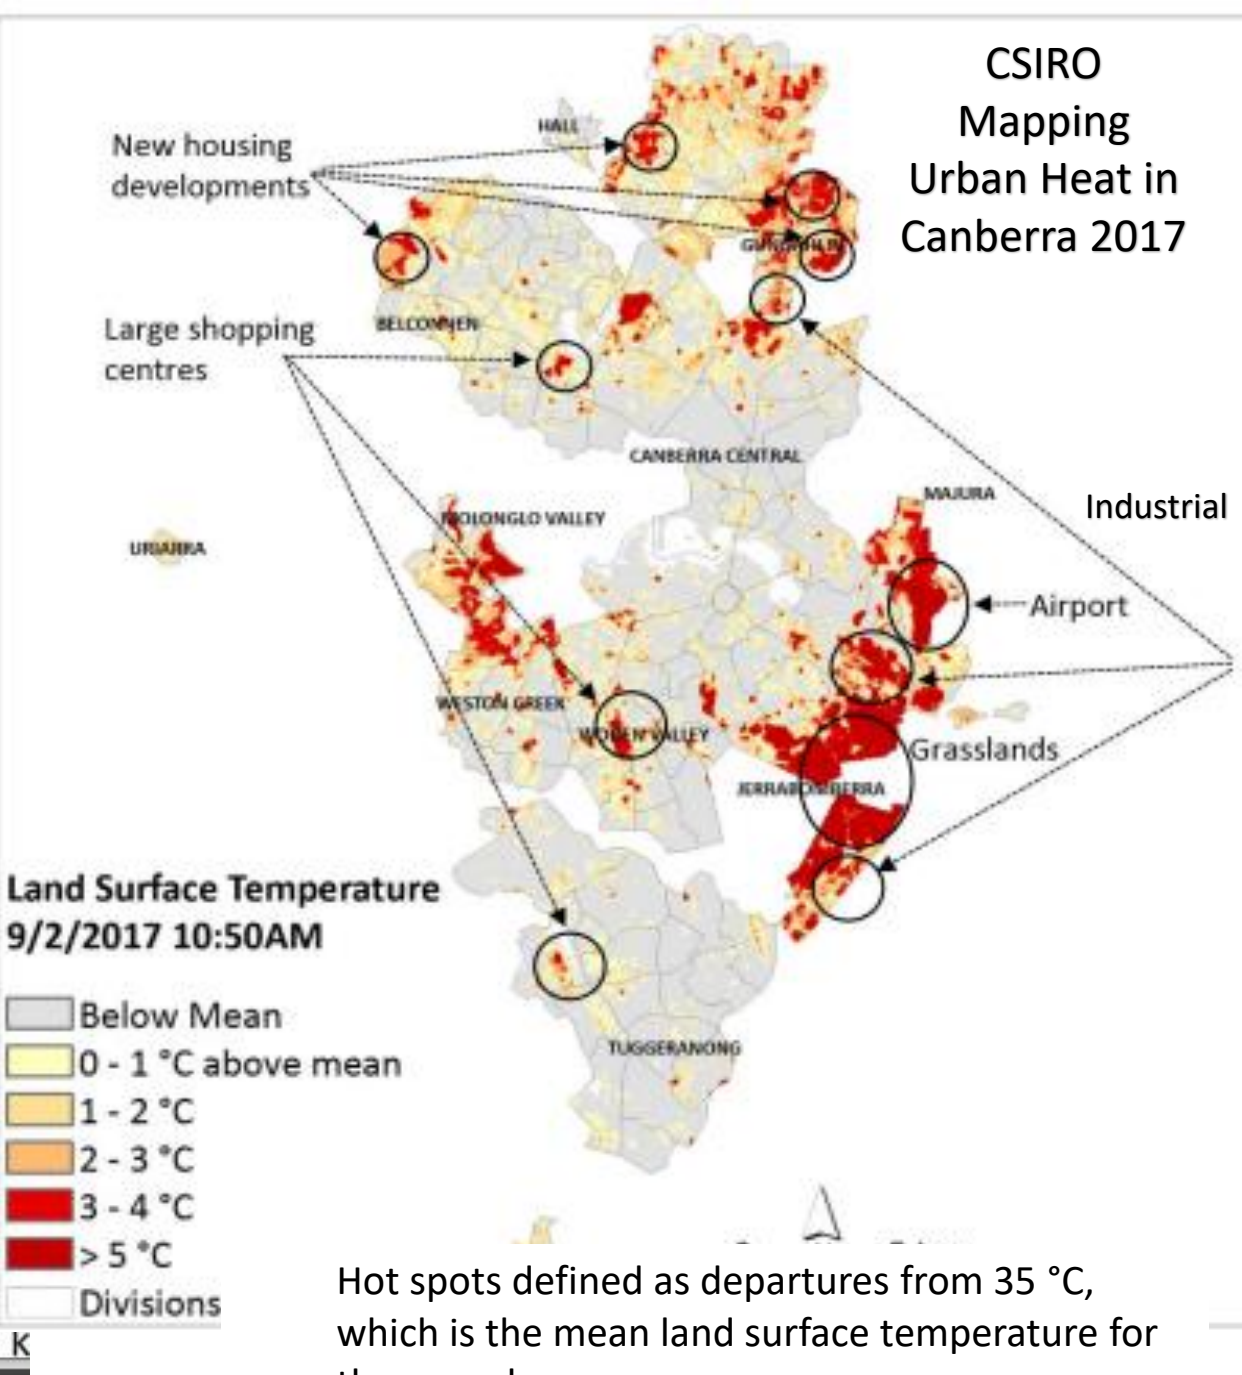 CSIRO
Mapping
Urban Heat in
Canberra 2017
New housing
developments
HALL
GUNGAHLIN
Large shopping
centres
BELCONNEN
CANBERRA CENTRAL
MAJURA
Industrial
MOLONGLO VALLEY
URIARRA
Airport
WESTON CREEK
WODEN VALLEY
Grasslands
JERRABOMBERRA
Land Surface Temperature
9/2/2017 10:50AM
Below Mean
0 - 1 °C above mean
1 - 2 °C
2 - 3 °C
3 - 4 °C
> 5 °C
Divisions
TUGGERANONG
Hot spots defined as departures from 35 °C,
which is the mean land surface temperature for
K